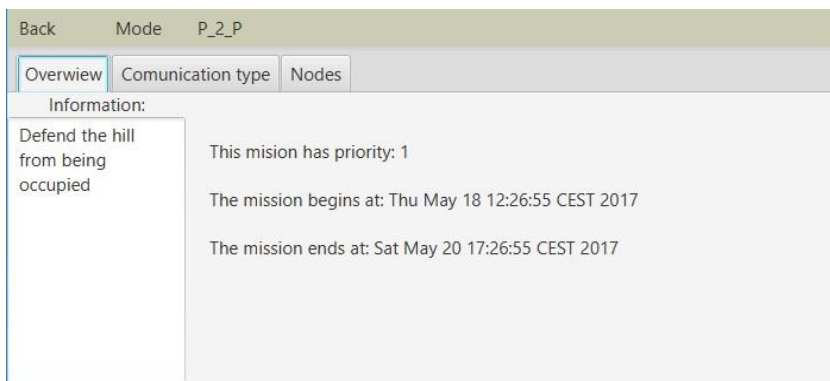 Back Mode P_2_P
Overwiew Comunication type Nodes
Information:
Defend the hill
from being
occupied
This mision has priority: 1
The mission begins at: Thu May 18 12:26:55 CEST 2017
The mission ends at: Sat May 20 17:26:55 CEST 2017